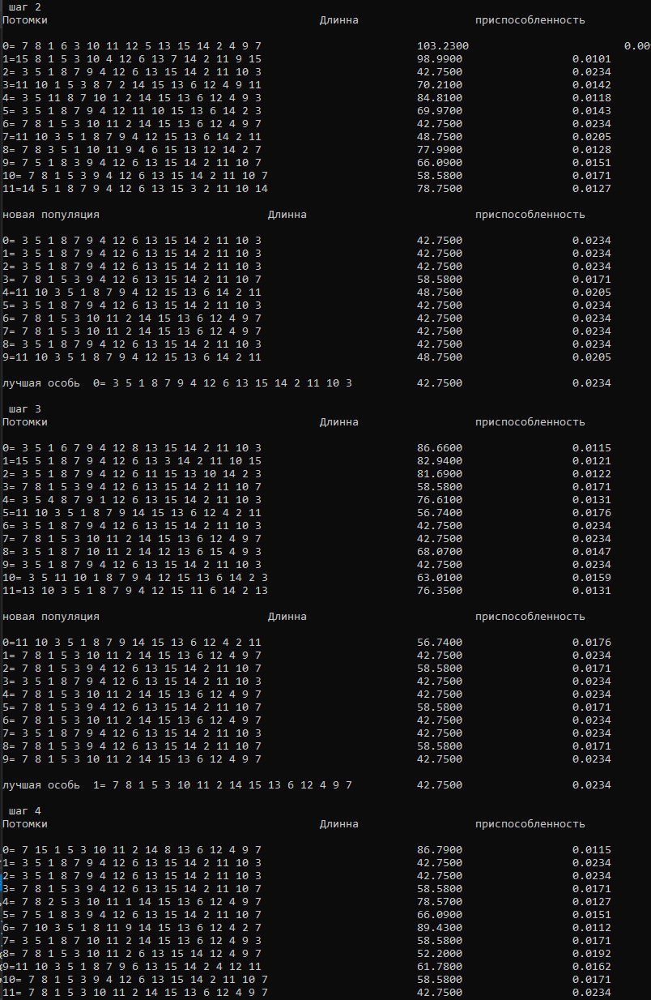 шаг 2
Потомки Длинна приспособленность
0= 7 8 1 6 3 10 11 12 5 13 15 14 2 4 9 7 103.2300 0.00
1=15 8 1 5 3 10 4 12 6 13 7 14 2 11 9 15 98.9900 0.0101
2= 3 5 1 8 7 9 4 12 6 13 15 14 2 11 10 3 42.7500 0.0234
3=11 10 1 5 3 8 7 2 14 15 13 6 12 4 9 11 70.2100 0.0142
4= 3 5 11 8 7 10 1 2 14 15 13 6 12 4 9 3 84.8100 0.0118
5= 3 5 1 8 7 9 4 12 11 10 15 13 6 14 2 3 69.9700 0.0143
6= 7 8 1 5 3 10 11 2 14 15 13 6 12 4 9 7 42.7500 0.0234
7=11 10 3 5 1 8 7 9 4 12 15 13 6 14 2 11 48.7500 0.0205
8= 7 8 3 5 1 10 11 9 4 6 15 13 12 14 2 7 77.9900 0.0128
9= 7 5 1 8 3 9 4 12 6 13 15 14 2 11 10 7 66.0900 0.0151
10= 7 8 1 5 3 9 4 12 6 13 15 14 2 11 10 7 58.5800 0.0171
11=14 5 1 8 7 9 4 12 6 13 15 3 2 11 10 14 78.7500 0.0127
новая популяция Длинна приспособленность
0= 3 5 1 8 7 9 4 12 6 13 15 14 2 11 10 3 42.7500 0.0234
1= 3 5 1 8 7 9 4 12 6 13 15 14 2 11 10 3 42.7500 0.0234
2= 3 5 1 8 7 9 4 12 6 13 15 14 2 11 10 3 42.7500 0.0234
3= 7 8 1 5 3 9 4 12 6 13 15 14 2 11 10 7 58.5800 0.0171
4=11 10 3 5 1 8 7 9 4 12 15 13 6 14 2 11 48.7500 0.0205
5= 3 5 1 8 7 9 4 12 6 13 15 14 2 11 10 3 42.7500 0.0234
6= 7 8 1 5 3 10 11 2 14 15 13 6 12 4 9 7 42.7500 0.0234
7= 7 8 1 5 3 10 11 2 14 15 13 6 12 4 9 7 42.7500 0.0234
8= 3 5 1 8 7 9 4 12 6 13 15 14 2 11 10 3 42.7500 0.0234
9=11 10 3 5 1 8 7 9 4 12 15 13 6 14 2 11 48.7500 0.0205
лучшая особь 0= 3 5 1 8 7 9 4 12 6 13 15 14 2 11 10 3 42.7500 0.0234
шаг 3
Потомки Длинна приспособленность
0= 3 5 1 6 7 9 4 12 8 13 15 14 2 11 10 3 86.6600 0.0115
1=15 5 1 8 7 9 4 12 6 13 3 14 2 11 10 15 82.9400 0.0121
2= 3 5 1 8 7 9 4 12 6 11 15 13 10 14 2 3 81.6900 0.0122
3= 7 8 1 5 3 9 4 12 6 13 15 14 2 11 10 7 58.5800 0.0171
4= 3 5 4 8 7 9 1 12 6 13 15 14 2 11 10 3 76.6100 0.0131
5=11 10 3 5 1 8 7 9 14 15 13 6 12 4 2 11 56.7400 0.0176
6= 3 5 1 8 7 9 4 12 6 13 15 14 2 11 10 3 42.7500 0.0234
7= 7 8 1 5 3 10 11 2 14 15 13 6 12 4 9 7 42.7500 0.0234
8= 3 5 1 8 7 10 11 2 14 12 13 6 15 4 9 3 68.0700 0.0147
9= 3 5 1 8 7 9 4 12 6 13 15 14 2 11 10 3 42.7500 0.0234
10= 3 5 11 10 1 8 7 9 4 12 15 13 6 14 2 3 63.0100 0.0159
11=13 10 3 5 1 8 7 9 4 12 15 11 6 14 2 13 76.3500 0.0131
новая популяция Длинна приспособленность
0=11 10 3 5 1 8 7 9 14 15 13 6 12 4 2 11 56.7400 0.0176
1= 7 8 1 5 3 10 11 2 14 15 13 6 12 4 9 7 42.7500 0.0234
2= 7 8 1 5 3 9 4 12 6 13 15 14 2 11 10 7 58.5800 0.0171
3= 3 5 1 8 7 9 4 12 6 13 15 14 2 11 10 3 42.7500 0.0234
4= 7 8 1 5 3 10 11 2 14 15 13 6 12 4 9 7 42.7500 0.0234
5= 7 8 1 5 3 9 4 12 6 13 15 14 2 11 10 7 58.5800 0.0171
6= 7 8 1 5 3 10 11 2 14 15 13 6 12 4 9 7 42.7500 0.0234
7= 3 5 1 8 7 9 4 12 6 13 15 14 2 11 10 3 42.7500 0.0234
8= 7 8 1 5 3 9 4 12 6 13 15 14 2 11 10 7 58.5800 0.0171
9= 7 8 1 5 3 10 11 2 14 15 13 6 12 4 9 7 42.7500 0.0234
лучшая особь 1= 7 8 1 5 3 10 11 2 14 15 13 6 12 4 9 7 42.7500 0.0234
шаг 4
Потомки Длинна приспособленность
0= 7 15 1 5 3 10 11 2 14 8 13 6 12 4 9 7 86.7900 0.0115
1= 3 5 1 8 7 9 4 12 6 13 15 14 2 11 10 3 42.7500 0.0234
2= 3 5 1 8 7 9 4 12 6 13 15 14 2 11 10 3 42.7500 0.0234
3= 7 8 1 5 3 9 4 12 6 13 15 14 2 11 10 7 58.5800 0.0171
4= 7 8 2 5 3 10 11 1 14 15 13 6 12 4 9 7 78.5700 0.0127
5= 7 5 1 8 3 9 4 12 6 13 15 14 2 11 10 7 66.0900 0.0151
6= 7 10 3 5 1 8 11 9 14 15 13 6 12 4 2 7 89.4300 0.0112
7= 3 5 1 8 7 10 11 2 14 15 13 6 12 4 9 3 58.5800 0.0171
8= 7 8 1 5 3 10 11 2 6 13 15 14 12 4 9 7 52.2000 0.0192
9=11 10 3 5 1 8 7 9 6 13 15 14 2 4 12 11 61.7800 0.0162
10= 7 8 1 5 3 9 4 12 6 13 15 14 2 11 10 7 58.5800 0.0171
11= 7 8 1 5 3 10 11 2 14 15 13 6 12 4 9 7 42.7500 0.0234